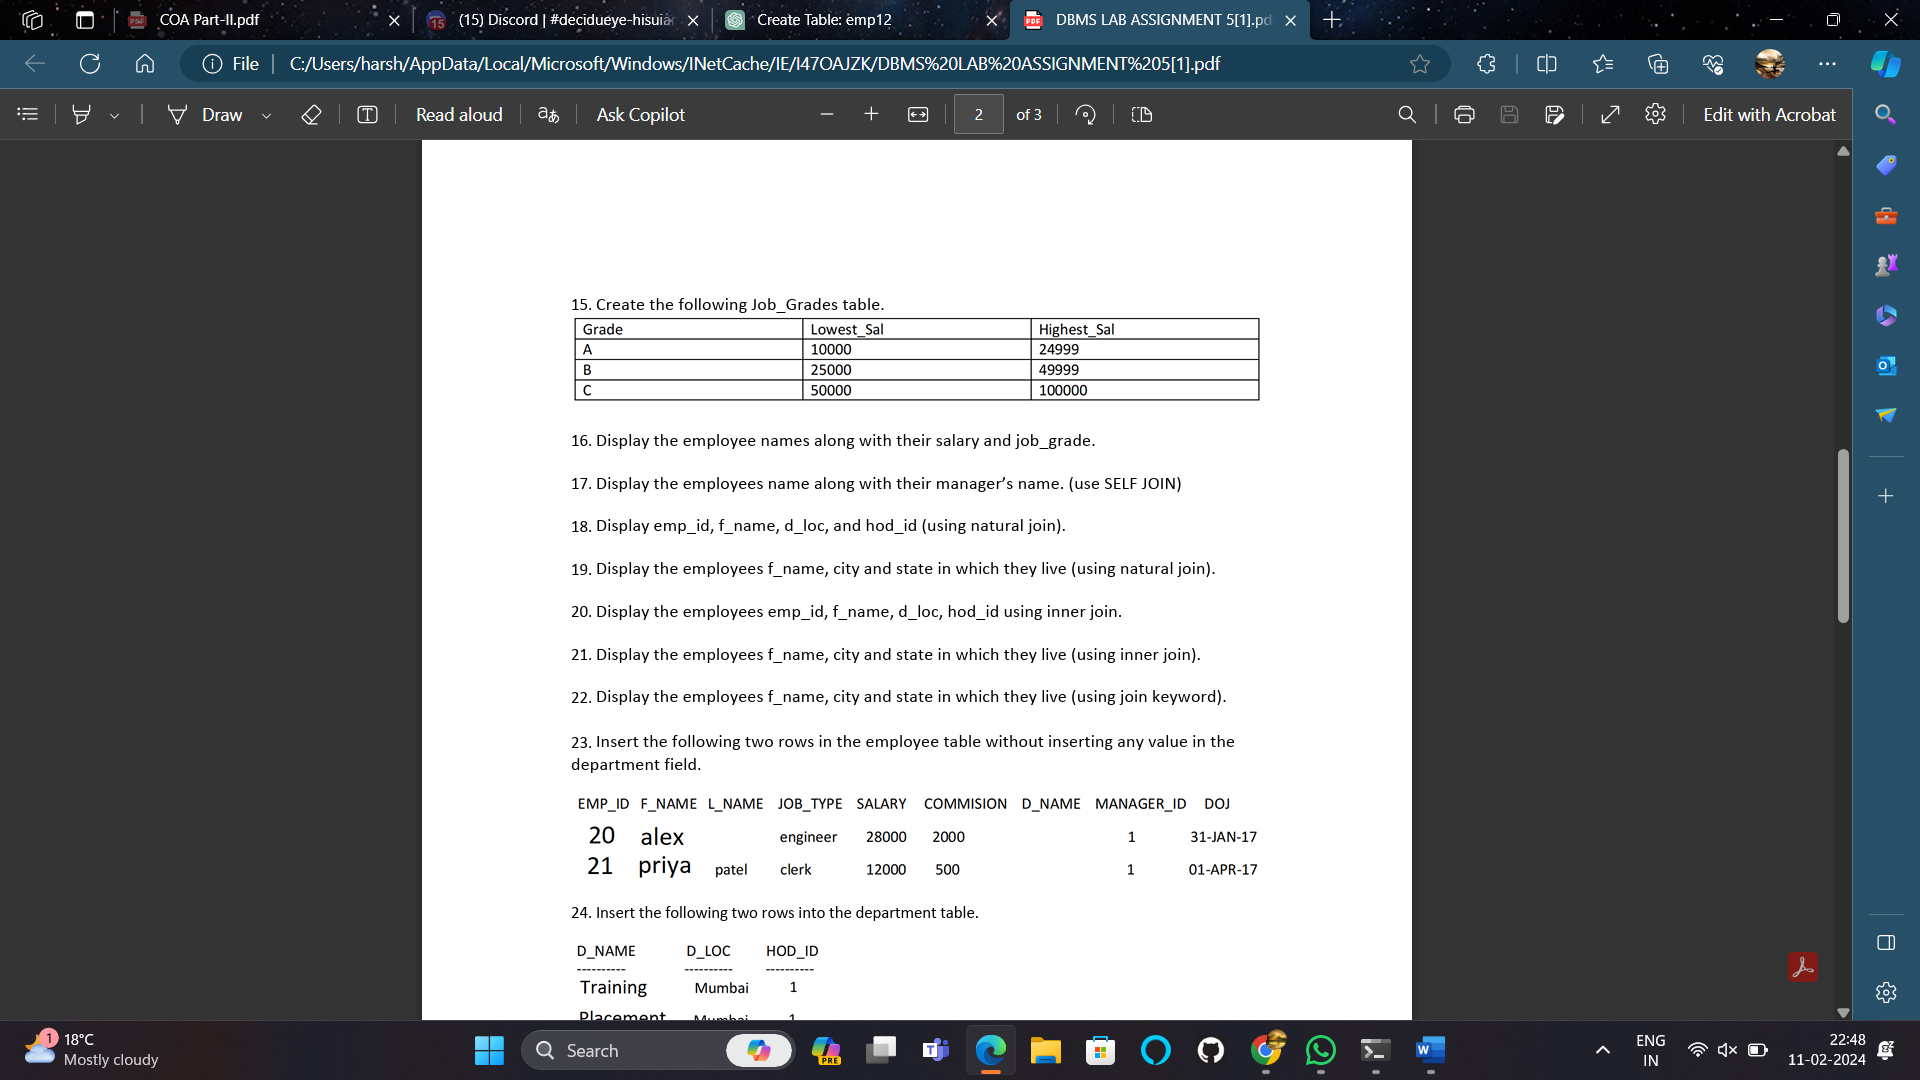 COA Part-II.pdf
(15) Discord | #decidueye-hisuia
Create Table: emp12
DBMS LAB ASSIGNMENT 5[1].pd
File
C:/Users/harsh/AppData/Local/Microsoft/Windows/INetCache/IE/I47OAJZK/DBMS%20LAB%20ASSIGNMENT%205[1].pdf
Draw
Read aloud
Ask Copilot
2 of 3
Edit with Acrobat
15. Create the following Job_Grades table.
Grade Lowest_Sal Highest_Sal
A 10000 24999
B 25000 49999
C 50000 100000
16. Display the employee names along with their salary and job_grade.
17. Display the employees name along with their manager’s name. (use SELF JOIN)
18. Display emp_id, f_name, d_loc, and hod_id (using natural join).
19. Display the employees f_name, city and state in which they live (using natural join).
20. Display the employees emp_id, f_name, d_loc, hod_id using inner join.
21. Display the employees f_name, city and state in which they live (using inner join).
22. Display the employees f_name, city and state in which they live (using join keyword).
23. Insert the following two rows in the employee table without inserting any value in the
department field.
EMP_ID F_NAME L_NAME JOB_TYPE SALARY COMMISION D_NAME MANAGER_ID DOJ
20 alex engineer 28000 2000 1 31-JAN-17
21 priya patel clerk 12000 500 1 01-APR-17
24. Insert the following two rows into the department table.
D_NAME D_LOC HOD_ID
---------- ---------- ----------
Training Mumbai 1
Placement Mumbai 1
1
18°C
Mostly cloudy
Search
PRE
ENG
IN
22:48
11-02-2024